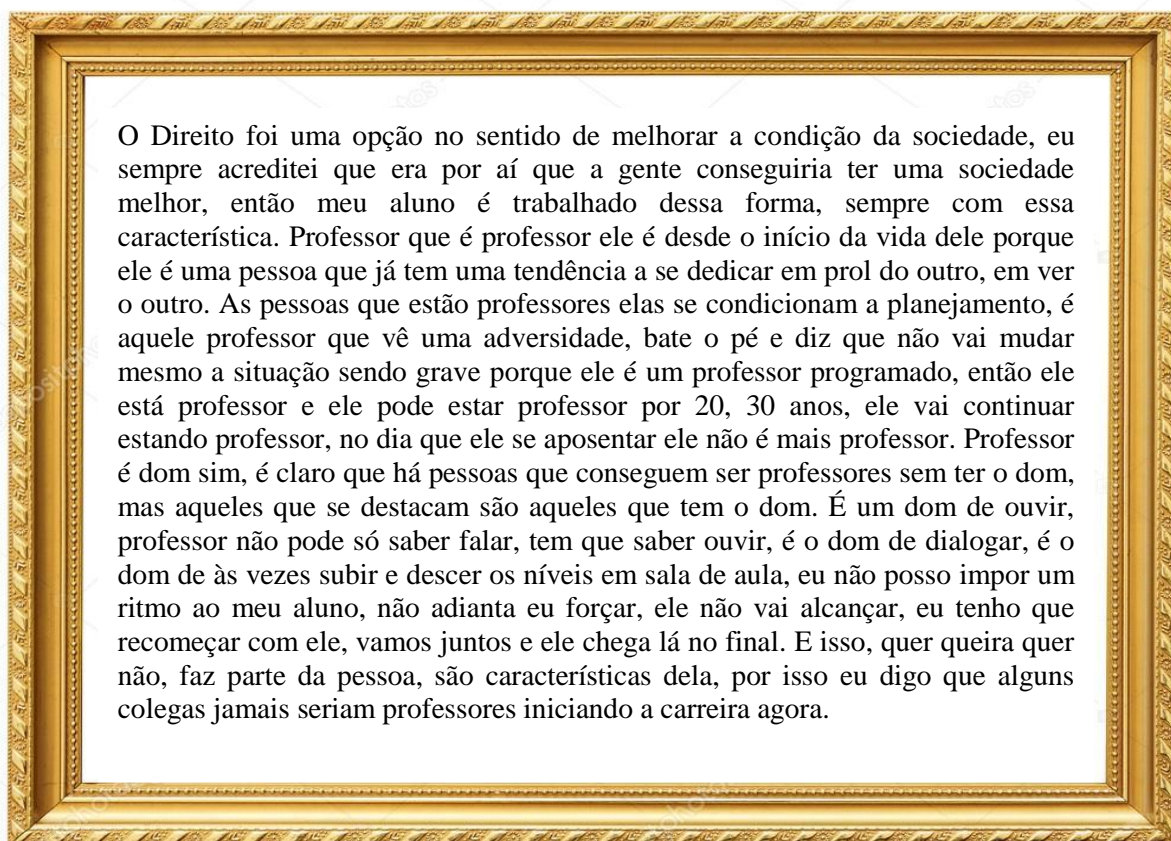 O Direito foi uma opção no sentido de melhorar a condição da sociedade, eu
sempre acreditei que era por aí que a gente conseguiria ter uma sociedade
melhor, então meu aluno é trabalhado dessa forma, sempre com essa
característica. Professor que é professor ele é desde o início da vida dele porque
ele é uma pessoa que já tem uma tendência a se dedicar em prol do outro, em ver
o outro. As pessoas que estão professores elas se condicionam a planejamento, é
aquele professor que vê uma adversidade, bate o pé e diz que não vai mudar
mesmo a situação sendo grave porque ele é um professor programado, então ele
está professor e ele pode estar professor por 20, 30 anos, ele vai continuar
estando professor, no dia que ele se aposentar ele não é mais professor. Professor
é dom sim, é claro que há pessoas que conseguem ser professores sem ter o dom,
mas aqueles que se destacam são aqueles que tem o dom. É um dom de ouvir,
professor não pode só saber falar, tem que saber ouvir, é o dom de dialogar, é o
dom de às vezes subir e descer os níveis em sala de aula, eu não posso impor um
ritmo ao meu aluno, não adianta eu forçar, ele não vai alcançar, eu tenho que
recomeçar com ele, vamos juntos e ele chega lá no final. E isso, quer queira quer
não, faz parte da pessoa, são características dela, por isso eu digo que alguns
colegas jamais seriam professores iniciando a carreira agora.